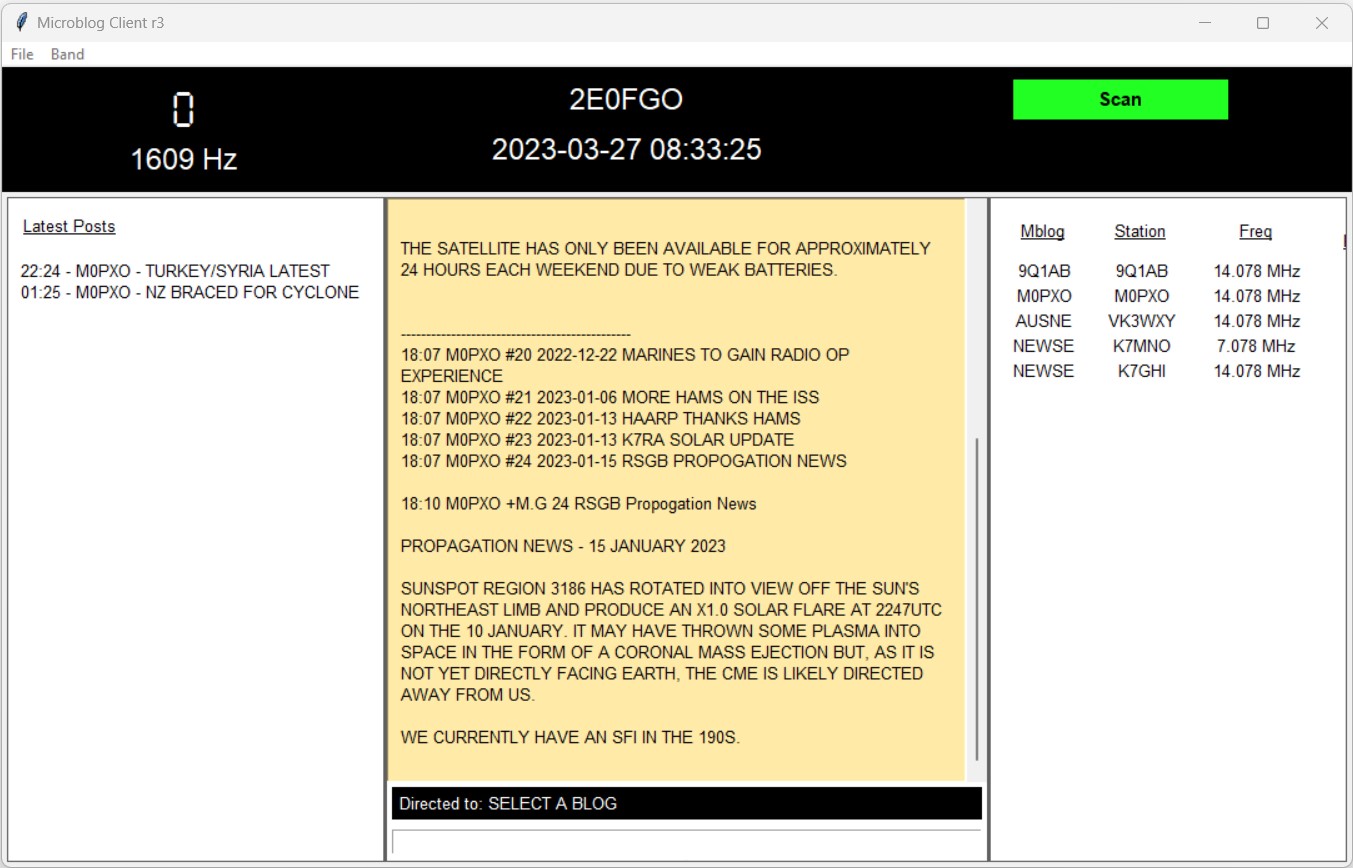 Microblog Client r3
File Band
0
1609 Hz
2E0FGO
2023-03-27 08:33:25
Scan
Latest Posts
22:24 - M0PXO - TURKEY/SYRIA LATEST
01:25 - M0PXO - NZ BRACED FOR CYCLONE
THE SATELLITE HAS ONLY BEEN AVAILABLE FOR APPROXIMATELY
24 HOURS EACH WEEKEND DUE TO WEAK BATTERIES.
----------------------------------------------
18:07 M0PXO #20 2022-12-22 MARINES TO GAIN RADIO OP
EXPERIENCE
18:07 M0PXO #21 2023-01-06 MORE HAMS ON THE ISS
18:07 M0PXO #22 2023-01-13 HAARP THANKS HAMS
18:07 M0PXO #23 2023-01-13 K7RA SOLAR UPDATE
18:07 M0PXO #24 2023-01-15 RSGB PROPOGATION NEWS
18:10 M0PXO +M.G 24 RSGB Propogation News
PROPAGATION NEWS - 15 JANUARY 2023
SUNSPOT REGION 3186 HAS ROTATED INTO VIEW OFF THE SUN'S
NORTHEAST LIMB AND PRODUCE AN X1.0 SOLAR FLARE AT 2247UTC
ON THE 10 JANUARY. IT MAY HAVE THROWN SOME PLASMA INTO
SPACE IN THE FORM OF A CORONAL MASS EJECTION BUT, AS IT IS
NOT YET DIRECTLY FACING EARTH, THE CME IS LIKELY DIRECTED
AWAY FROM US.
WE CURRENTLY HAVE AN SFI IN THE 190S.
Directed to: SELECT A BLOG
Mblog Station Freq
9Q1AB 9Q1AB 14.078 MHz
M0PXO M0PXO 14.078 MHz
AUSNE VK3WXY 14.078 MHz
NEWSE K7MNO 7.078 MHz
NEWSE K7GHI 14.078 MHz